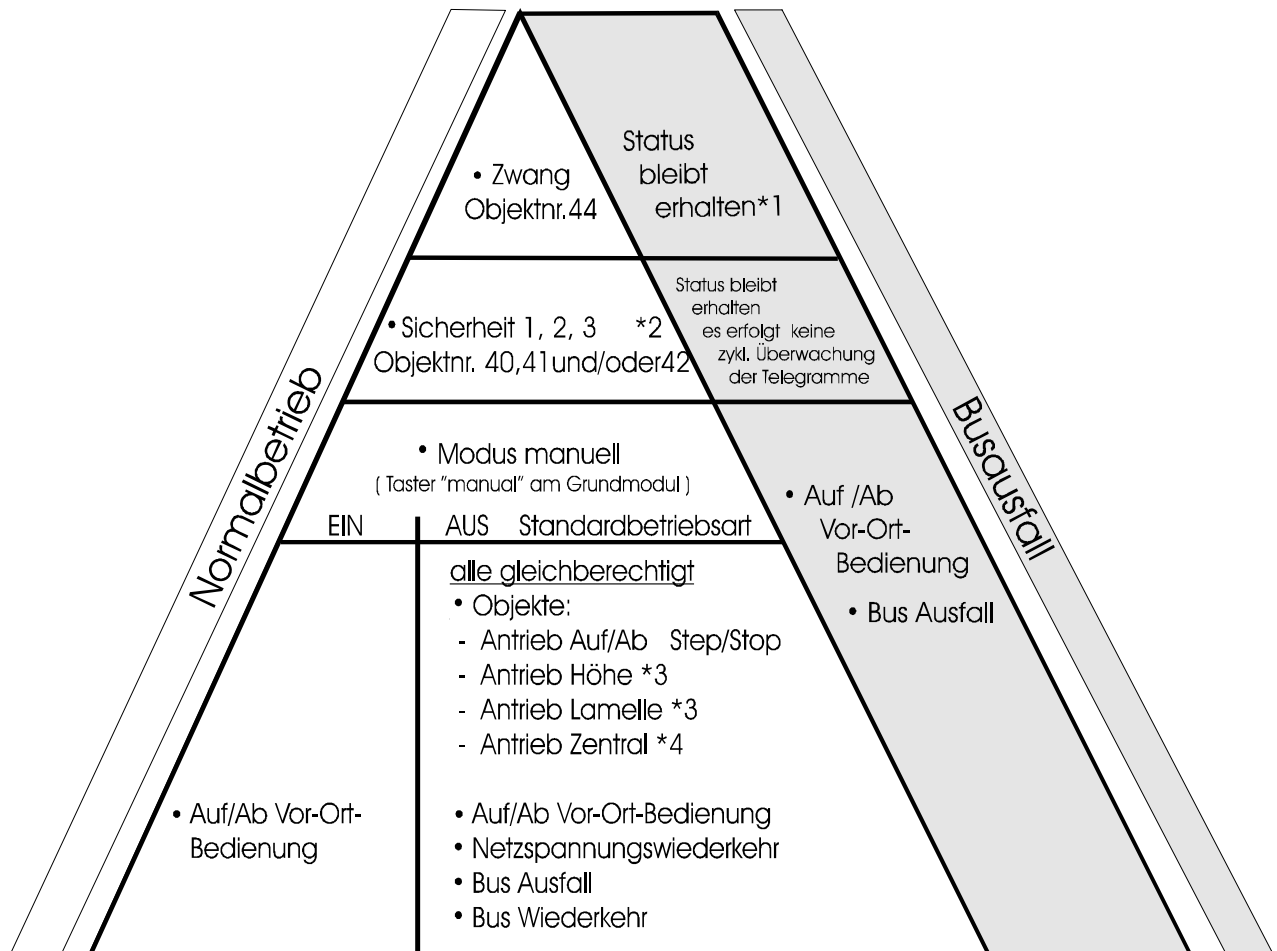 Normalbetrieb
• Zwang
Objektnr.44
Status
bleibt
erhalten*1
• Sicherheit 1, 2, 3 *2
Objektnr. 40,41und/oder42
Status bleibt
erhalten
es erfolgt keine
zykl. Überwachung
der Telegramme
• Modus manuell
( Taster "manual" am Grundmodul )
EIN
AUS Standardbetriebsart
alle gleichberechtigt
• Objekte:
- Antrieb Auf/Ab Step/Stop
- Antrieb Höhe *3
- Antrieb Lamelle *3
- Antrieb Zentral *4
• Auf/Ab Vor-Ort-
Bedienung
• Auf/Ab Vor-Ort-Bedienung
• Netzspannungswiederkehr
• Bus Ausfall
• Bus Wiederkehr
• Auf /Ab
Vor-Ort-
Bedienung
• Bus Ausfall
Busausfall